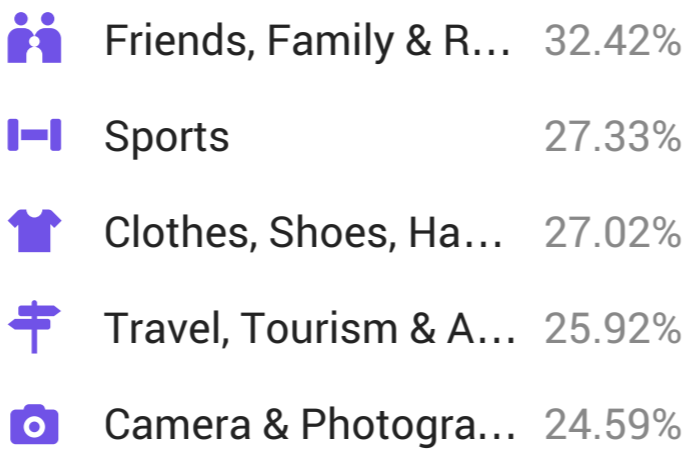 Friends, Family & R... 32.42%
Sports 27.33%
Clothes, Shoes, Ha... 27.02%
Travel, Tourism & A... 25.92%
Camera & Photogra... 24.59%